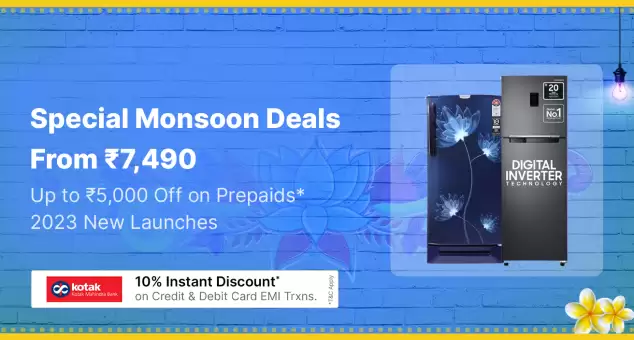 Special Monsoon Deals
From ₹7,490
Up to ₹5,000 Off on Prepaids*
2023 New Launches
kotak
Kotak Mahindra Bank
10% Instant Discount*
on Credit & Debit Card EMI Trxns.
*T&C Apply
20
No.1
DIGITAL
INVERTER
TECHNOLOGY